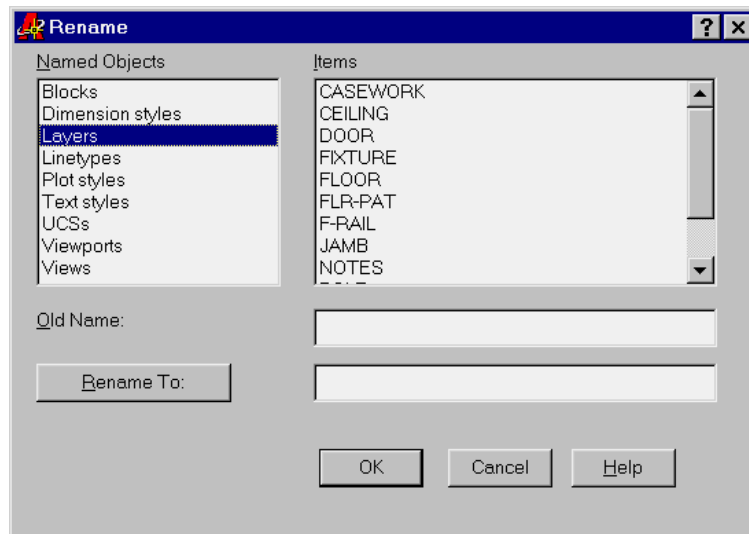 Rename
Named Objects
Blocks
Dimension styles
Layers
Linetypes
Plot styles
Text styles
UCSs
Viewports
Views
Items
CASEWORK
CEILING
DOOR
FIXTURE
FLOOR
FLR-PAT
F-RAIL
JAMB
NOTES
Old Name:
Rename To:
OK
Cancel
Help